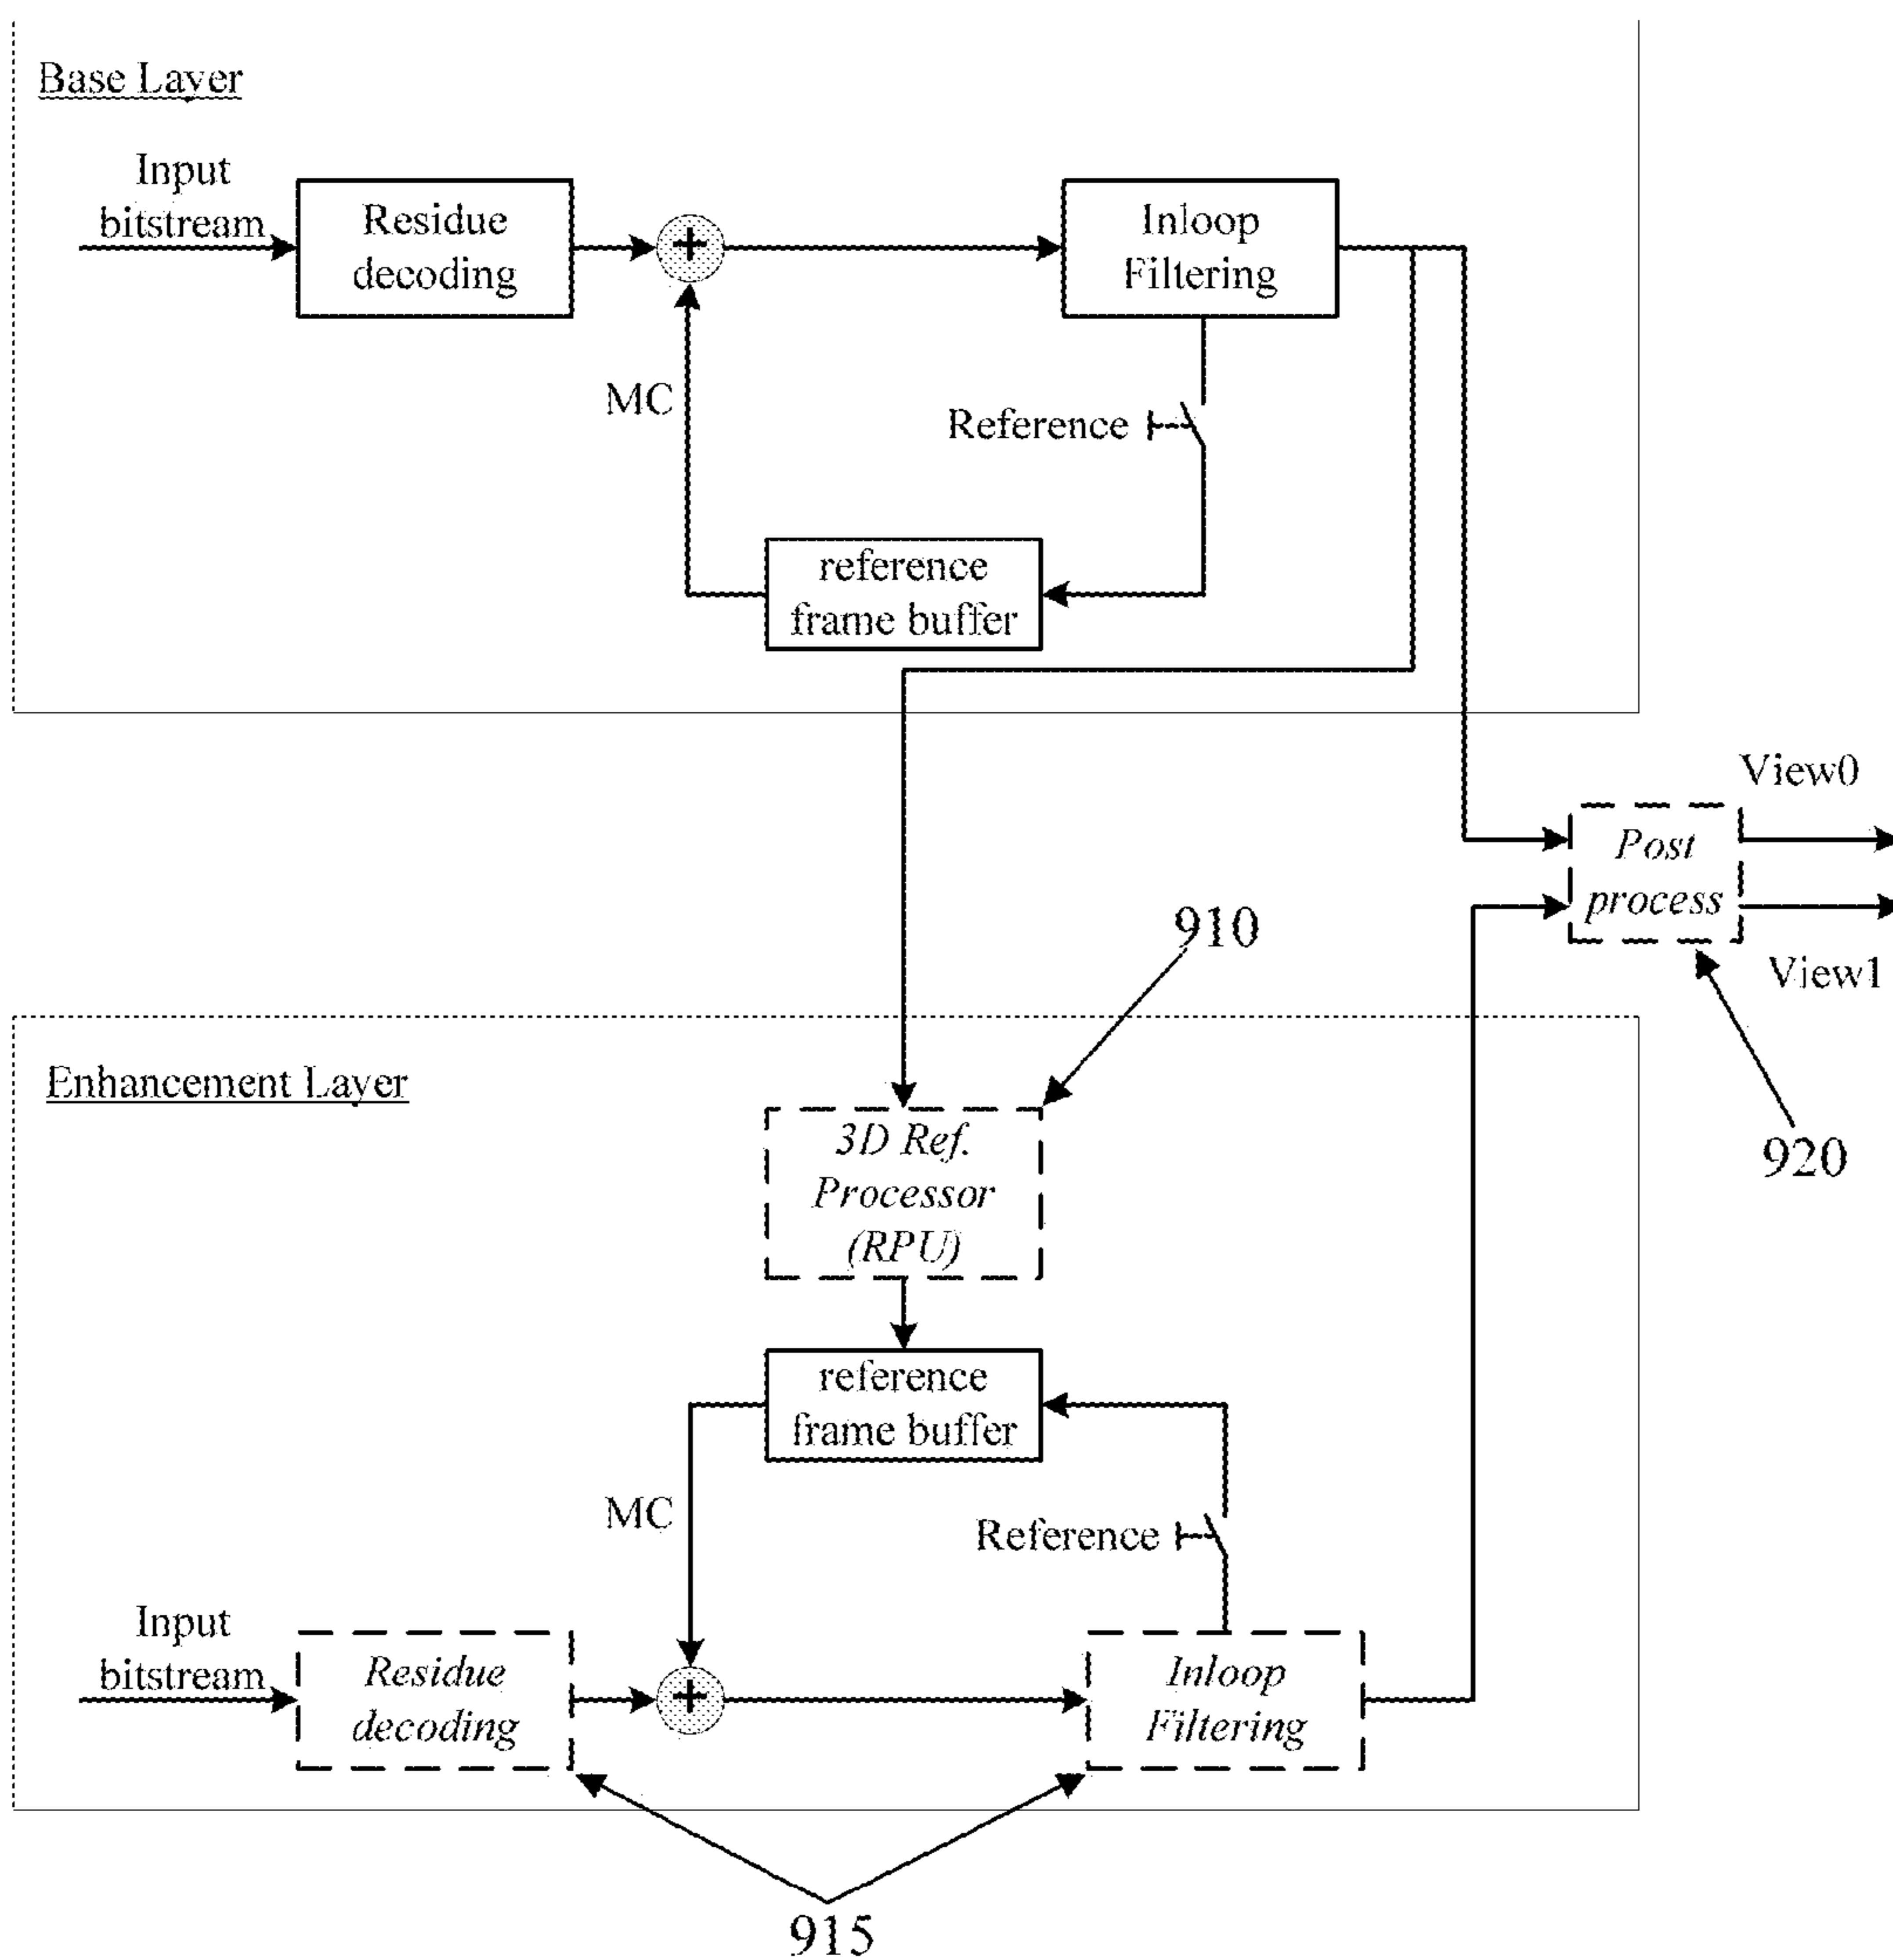 Base Layer
Input
bitstream
Residue
decoding
+
Inloop
Filtering
MC
Reference
reference
frame buffer
View0
Post
process
View1
910
920
Enhancement Layer
3D Ref.
Processor
(RPU)
reference
frame buffer
MC
Reference
Input
bitstream
Residue
decoding
+
Inloop
Filtering
915